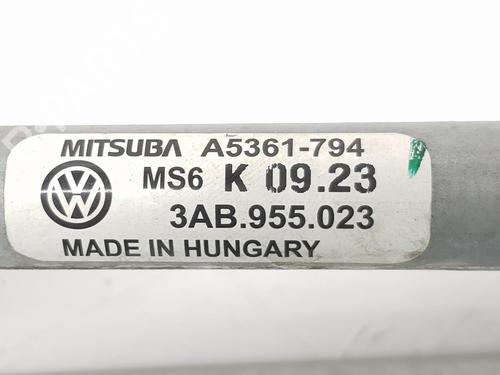 MITSUBA A5361-794
MS6 K 09.23
3AB.955.023
MADE IN HUNGARY